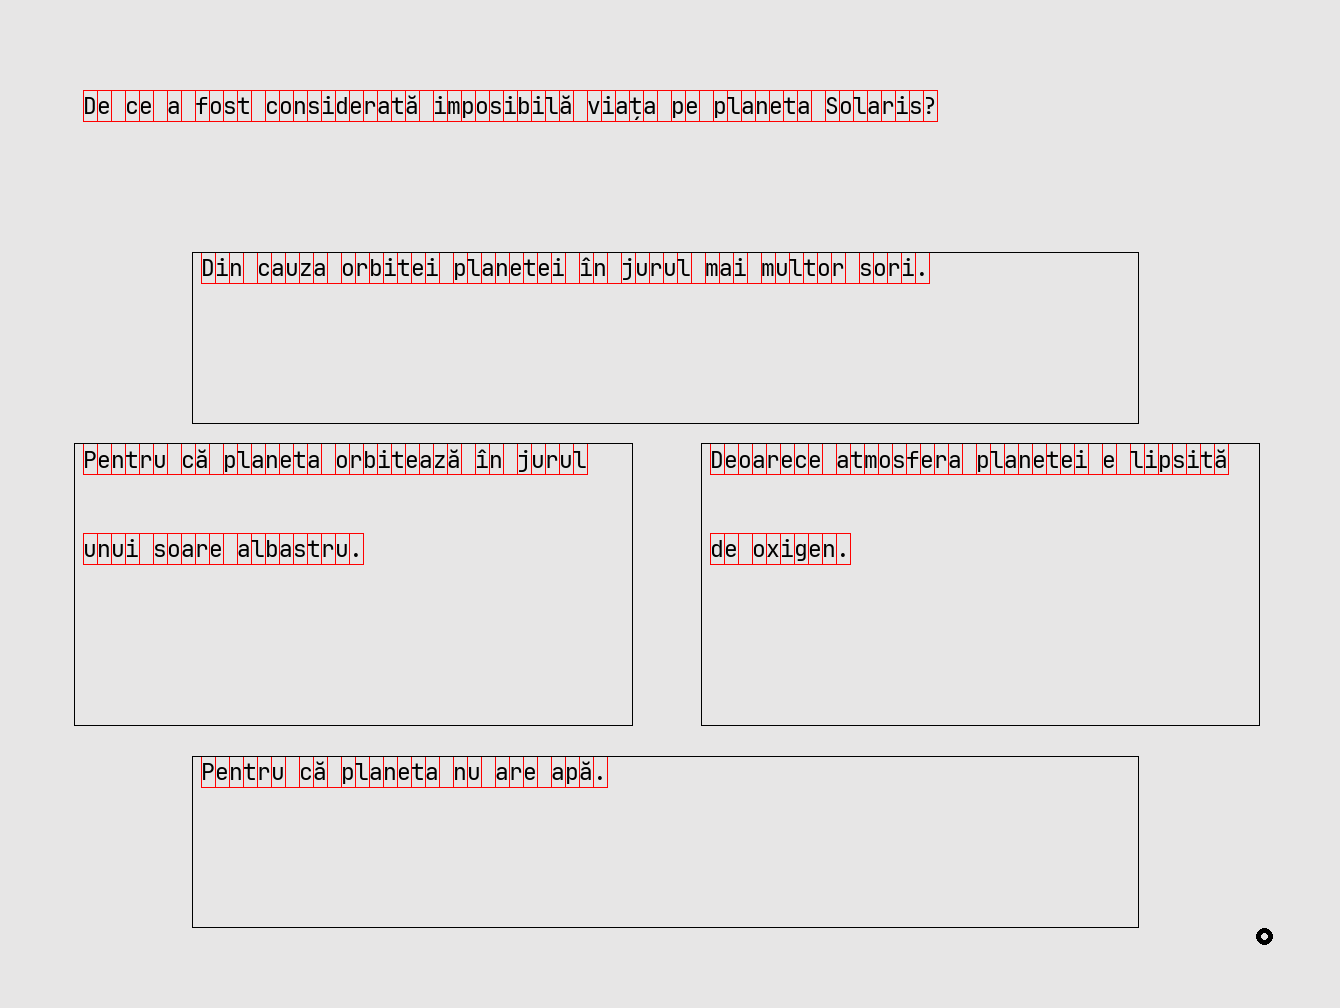 De ce a fost considerată imposibilă viața pe planeta Solaris?
Din cauza orbitei planetei în jurul mai multor sori.
Pentru că planeta orbitează în jurul
unui soare albastru.
Deoarece atmosfera planetei e lipsită
de oxigen.
Pentru că planeta nu are apă.